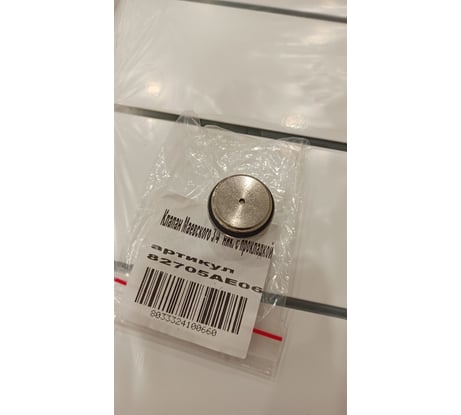 Клапан Маевского 3/4 ник. с прокладкой
артикул
82705AE06
8033324100660